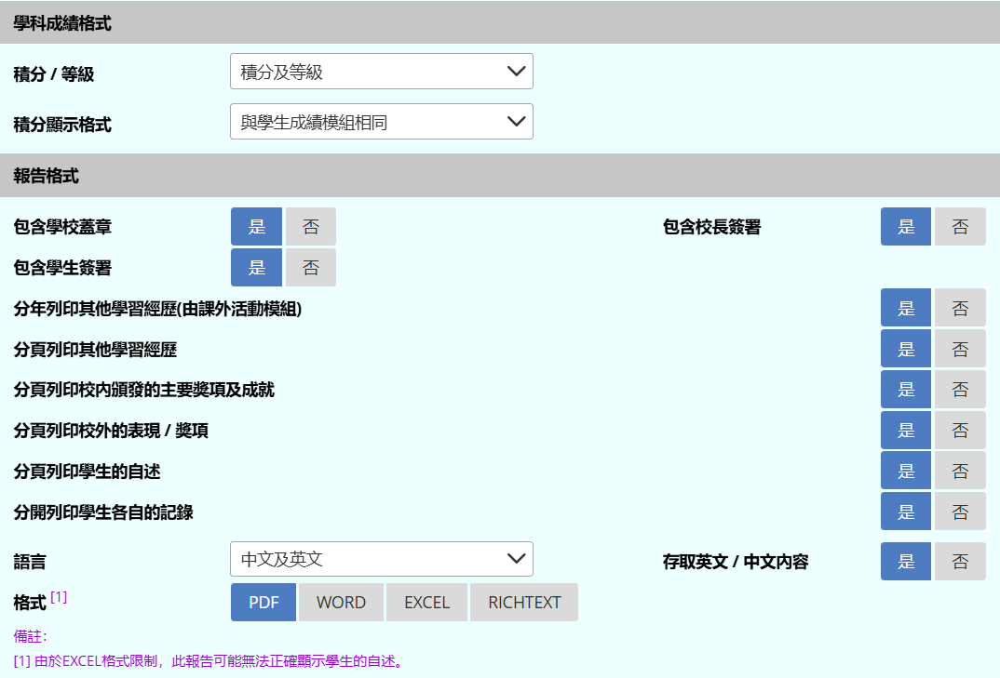 學科成績格式
積分 / 等級 積分及等級
積分顯示格式 與學生成績模組相同
報告格式
包含學校蓋章 是 否 包含校長簽署 是 否
包含學生簽署 是 否
分年列印其他學習經歷(由課外活動模組) 是 否
分頁列印其他學習經歷 是 否
分頁列印校内頒發的主要獎項及成就 是 否
分頁列印校外的表現 / 獎項 是 否
分頁列印學生的自述 是 否
分開列印學生各自的記錄 是 否
語言 中文及英文 存取英文 / 中文内容 是 否
格式 [1] PDF WORD EXCEL RICHTEXT
備註：
[1] 由於EXCEL格式限制，此報告可能無法正確顯示學生的自述。